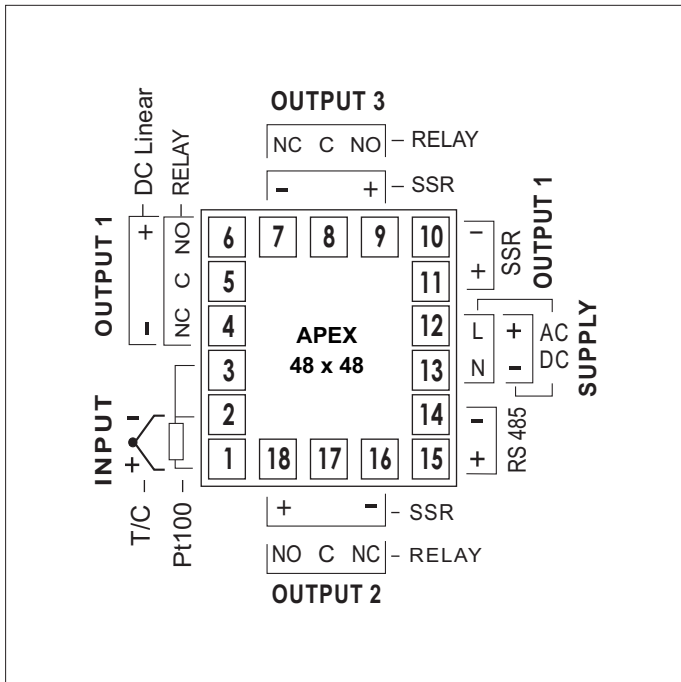 OUTPUT 3
NC C NO – RELAY
- + – SSR
OUTPUT 1
+ - – DC Linear
NO C NC – RELAY
6 7 8 9 10
5 11
4 12
3 13
2 14
1 18 17 16 15
APEX
48 x 48
- + SSR
OUTPUT 1
L + AC
N - DC
SUPPLY
- + RS 485
INPUT
- + T/C –
Pt100 –
+ - – SSR
NO C NC – RELAY
OUTPUT 2